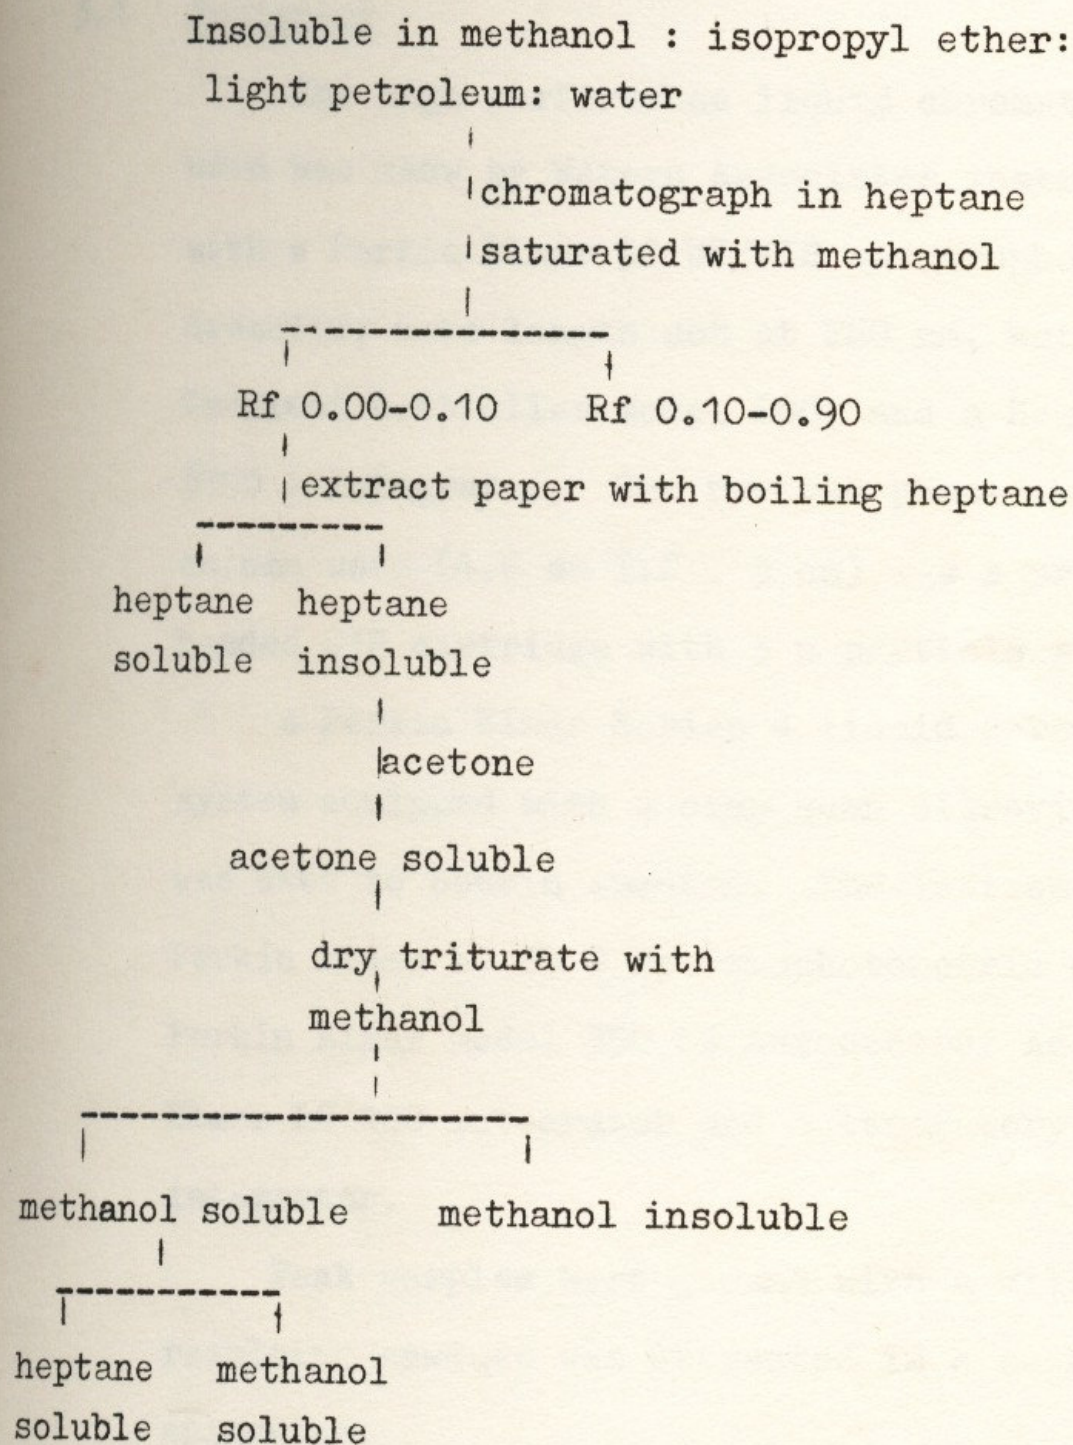 Insoluble in methanol : isopropyl ether:
light petroleum: water
chromatograph in heptane
saturated with methanol
Rf 0.00-0.10 Rf 0.10-0.90
extract paper with boiling heptane
heptane heptane
soluble insoluble
acetone
acetone soluble
dry, triturate with
methanol
methanol soluble methanol insoluble
heptane methanol
soluble soluble